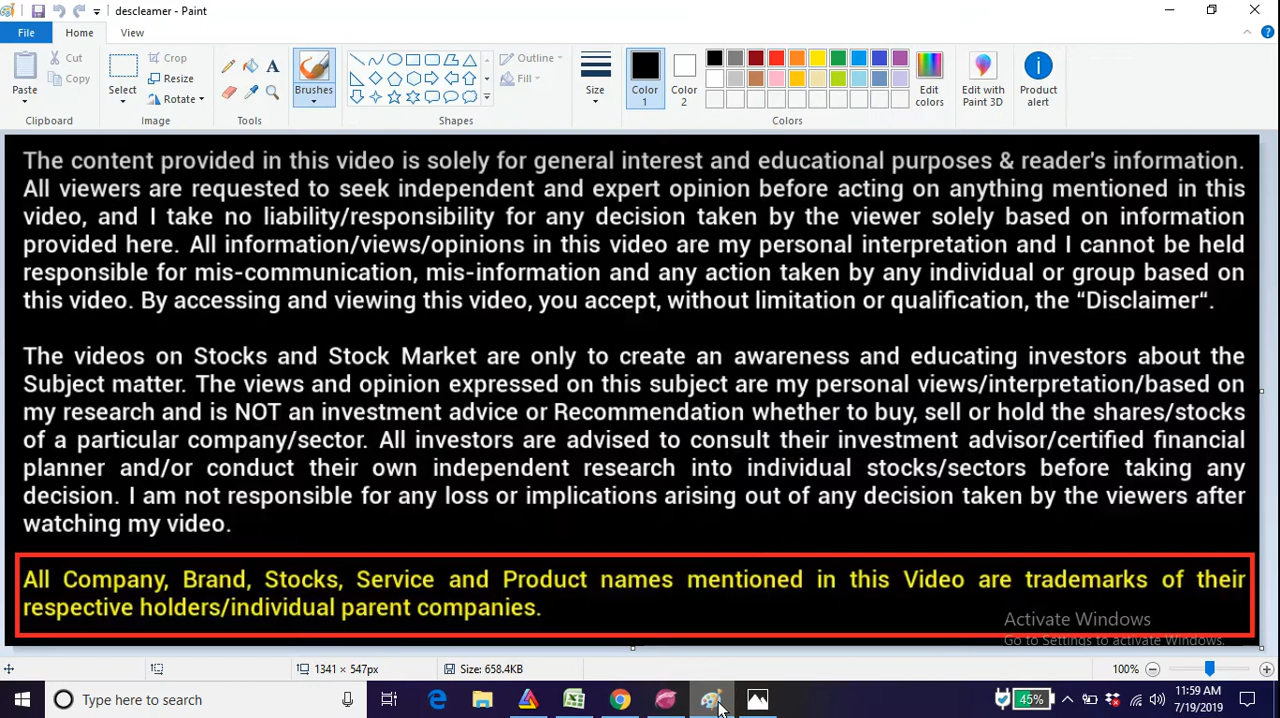 descleamer - Paint
File
Home
View
Paste
Cut
Copy
Clipboard
Select
Crop
Resize
Rotate
Image
Tools
Brushes
Shapes
Outline
Fill
Size
Color 1
Color 2
Colors
Edit colors
Edit with Paint 3D
Product alert
The content provided in this video is solely for general interest and educational purposes & reader's information.
All viewers are requested to seek independent and expert opinion before acting on anything mentioned in this
video, and I take no liability/responsibility for any decision taken by the viewer solely based on information
provided here. All information/views/opinions in this video are my personal interpretation and I cannot be held
responsible for mis-communication, mis-information and any action taken by any individual or group based on
this video. By accessing and viewing this video, you accept, without limitation or qualification, the “Disclaimer“.
The videos on Stocks and Stock Market are only to create an awareness and educating investors about the
Subject matter. The views and opinion expressed on this subject are my personal views/interpretation/based on
my research and is NOT an investment advice or Recommendation whether to buy, sell or hold the shares/stocks
of a particular company/sector. All investors are advised to consult their investment advisor/certified financial
planner and/or conduct their own independent research into individual stocks/sectors before taking any
decision. I am not responsible for any loss or implications arising out of any decision taken by the viewers after
watching my video.
All Company, Brand, Stocks, Service and Product names mentioned in this Video are trademarks of their
respective holders/individual parent companies.
Activate Windows
Go to Settings to activate Windows.
1341 × 547px
Size: 658.4KB
100%
Type here to search
45%
11:59 AM
7/19/2019